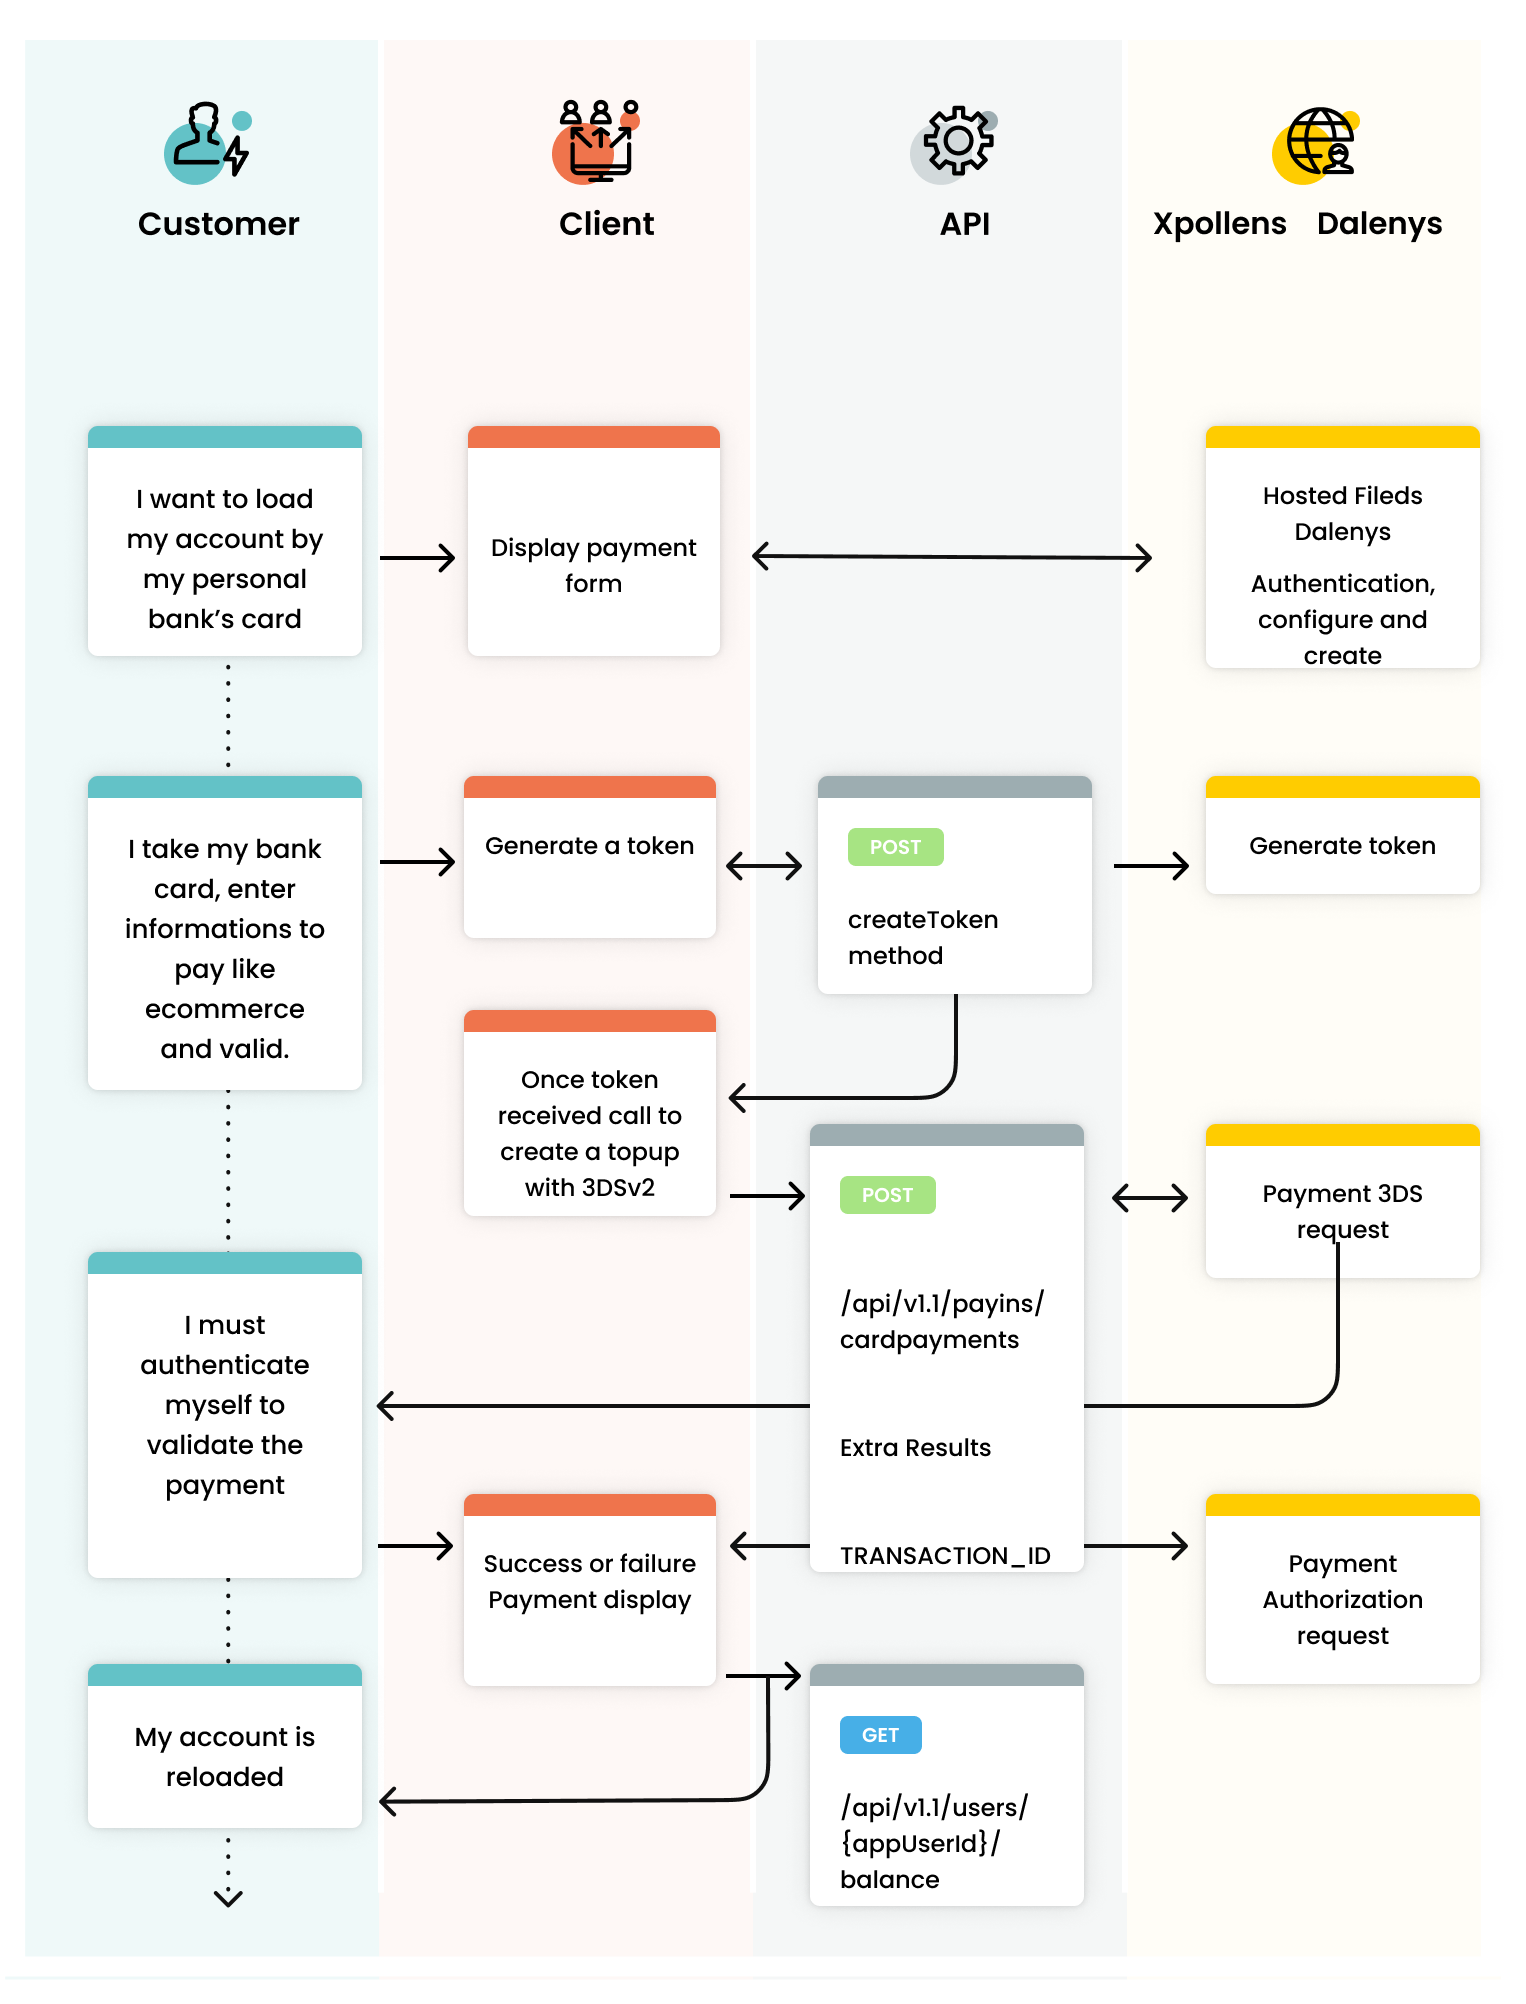 Customer
Client
API
Xpollens Dalenys
I want to load
my account by
my personal
bank’s card
Display payment
form
Hosted Fileds
Dalenys
Authentication,
configure and
create
I take my bank
card, enter
informations to
pay like
ecommerce
and valid.
Generate a token
POST
createToken
method
Generate token
Once token
received call to
create a topup
with 3DSv2
POST
/api/v1.1/payins/
cardpayments
Extra Results
TRANSACTION_ID
Payment 3DS
request
I must
authenticate
myself to
validate the
payment
Success or failure
Payment display
Payment
Authorization
request
My account is
reloaded
GET
/api/v1.1/users/
{appUserId}/
balance